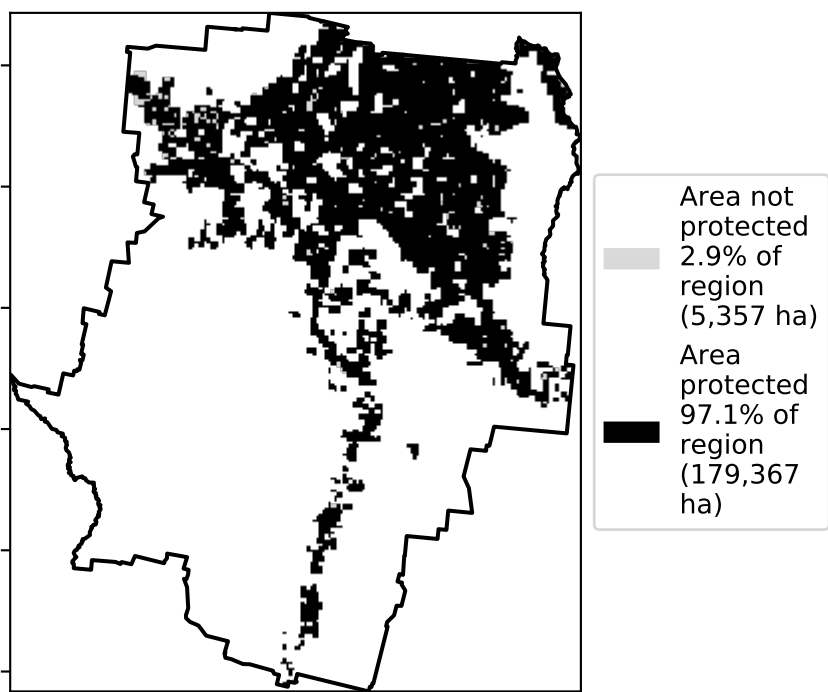 Area not
protected
2.9% of
region
(5,357 ha)
Area
protected
97.1% of
region
(179,367
ha)